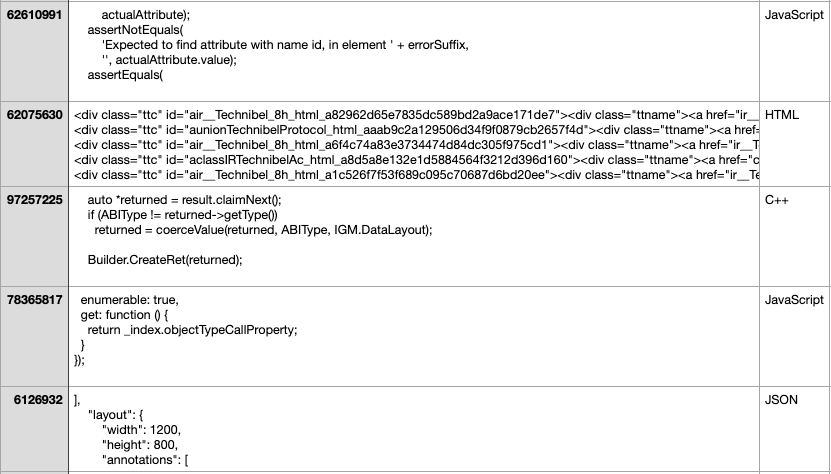 62610991 actualAttribute); JavaScript
assertNotEquals(
'Expected to find attribute with name id, in element ' + errorSuffix,
'', actualAttribute.value);
assertEquals(
62075630 <div class="ttc" id="air__Technibel_8h_html_a82962d65e7835dc589bd2a9ace171de7"><div class="ttname"><a href="ir__ HTML
<div class="ttc" id="aunionTechnibelProtocol_html_aaab9c2a129506d34f9f0879cb2657f4d"><div class="ttname"><a href=
<div class="ttc" id="air__Technibel_8h_html_a6f4c74a83e3734474d84dc305f975cd1"><div class="ttname"><a href="ir__T
<div class="ttc" id="aclassIRTechnibelAc_html_a8d5a8e132e1d5884564f3212d396d160"><div class="ttname"><a href="c
<div class="ttc" id="air__Technibel_8h_html_a1c526f7f53f689c095c70687d6bd20ee"><div class="ttname"><a href="ir__Te
97257225 auto *returned = result.claimNext(); C++
if (ABIType != returned->getType())
returned = coerceValue(returned, ABIType, IGM.DataLayout);
Builder.CreateRet(returned);
78365817 enumerable: true, JavaScript
get: function () {
return _index.objectTypeCallProperty;
}
});
6126932 ], JSON
"layout": {
"width": 1200,
"height": 800,
"annotations": [